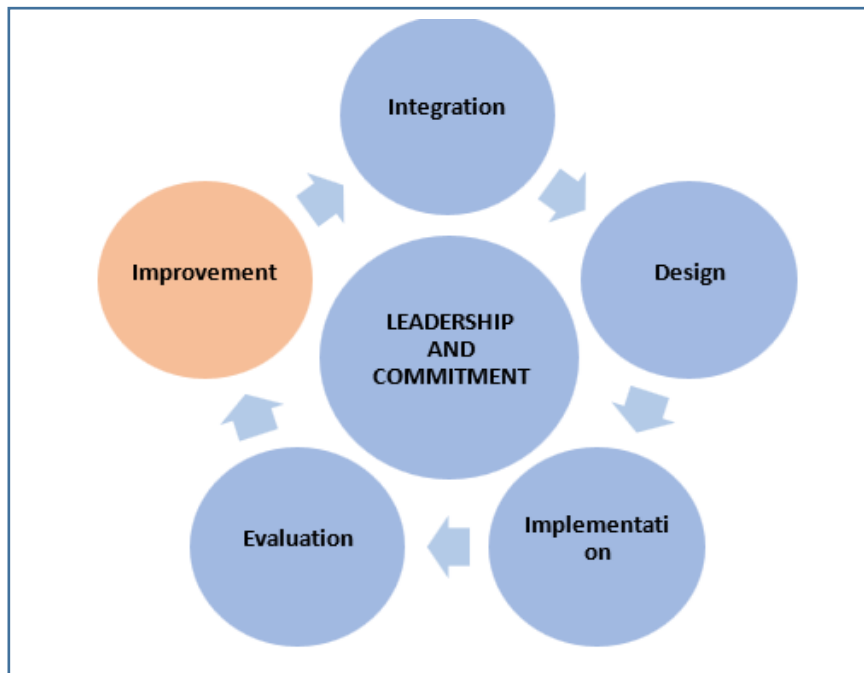 Integration
Improvement
Design
LEADERSHIP
AND
COMMITMENT
Evaluation
Implementati
on